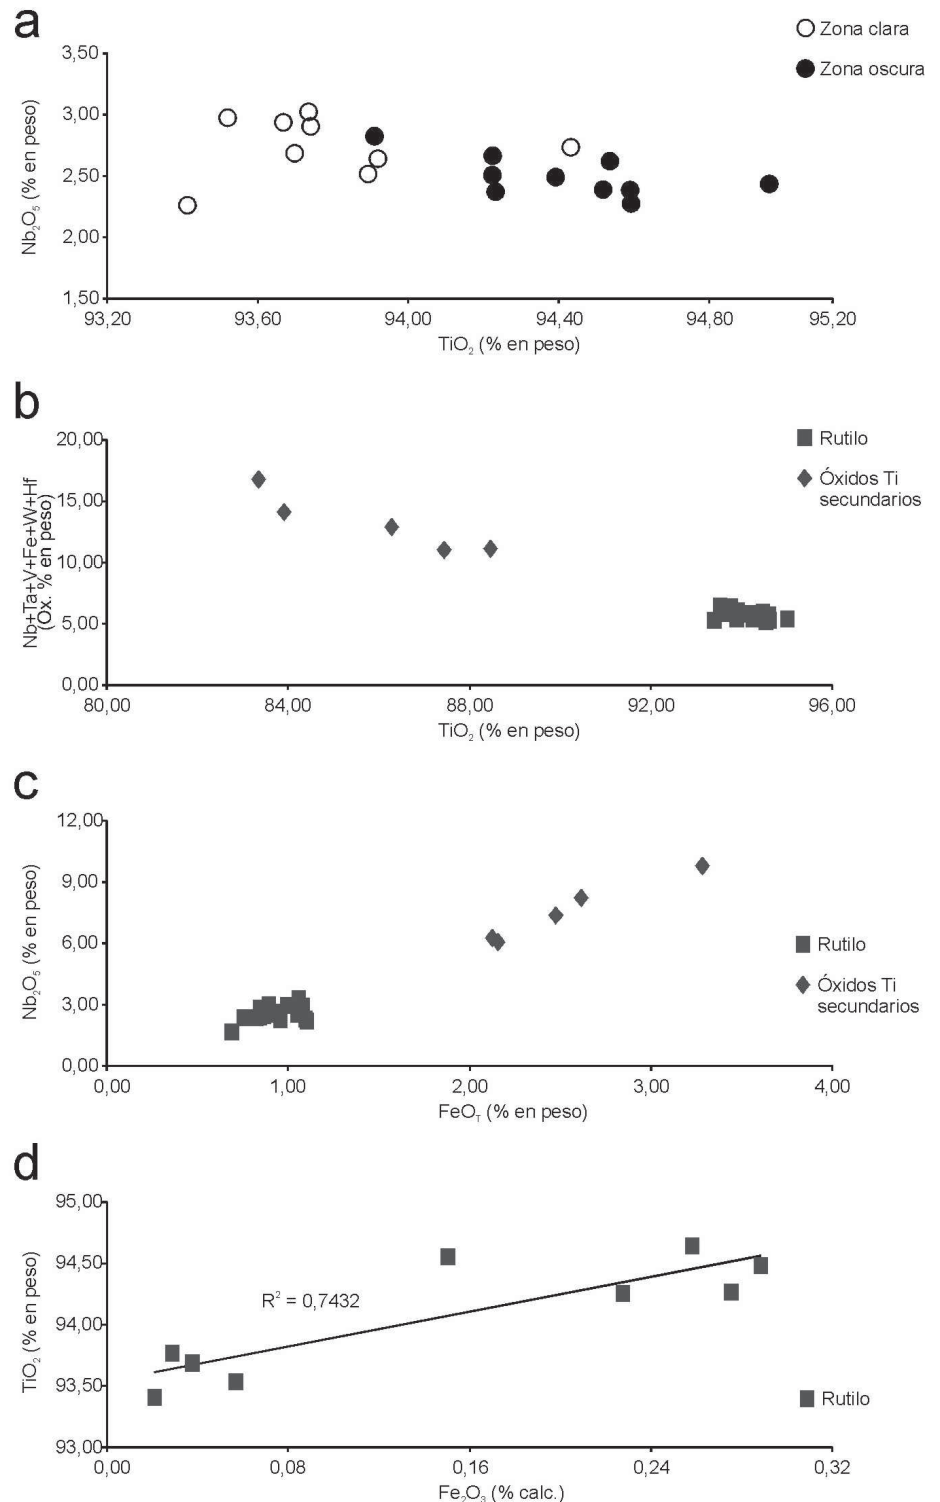 a
Zona clara
Zona oscura
3,50
3,00
2,50
2,00
1,50
Nb₂O₅ (% en peso)
93,20
93,60
94,00
94,40
94,80
95,20
TiO₂ (% en peso)
b
Rutilo
Óxidos Ti
secundarios
20,00
15,00
10,00
5,00
0,00
Nb+Ta+V+Fe+W+Hf
(Ox. % en peso)
80,00
84,00
88,00
92,00
96,00
TiO₂ (% en peso)
c
12,00
9,00
6,00
3,00
0,00
Nb₂O₅ (% en peso)
Rutilo
Óxidos Ti
secundarios
0,00
1,00
2,00
3,00
4,00
FeOT (% en peso)
d
95,00
94,50
94,00
93,50
93,00
TiO₂ (% en peso)
R² = 0,7432
Rutilo
0,00
0,08
0,16
0,24
0,32
Fe₂O₃ (% calc.)